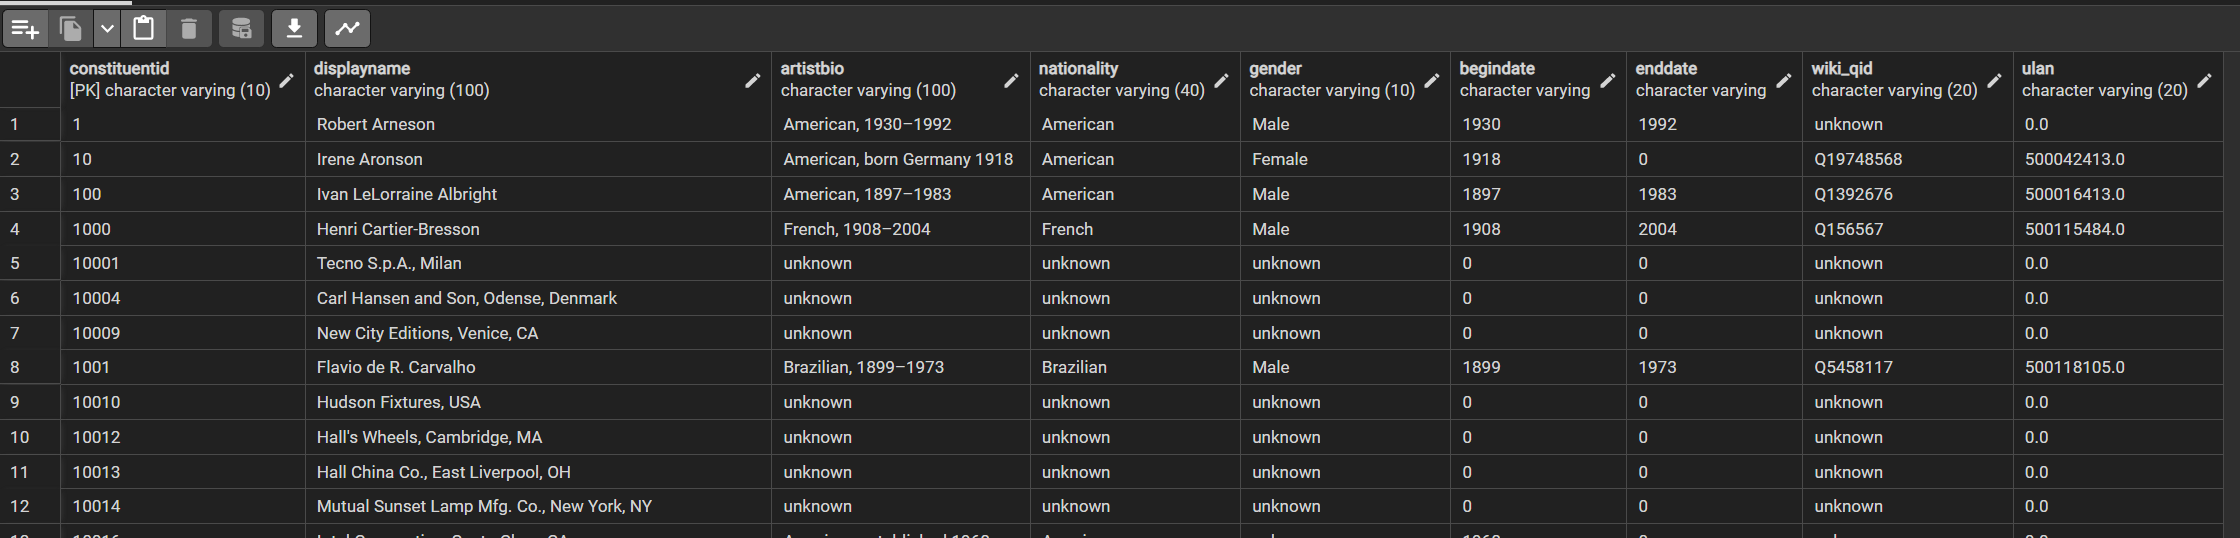 constituentid displayname artistbio nationality gender begindate enddate wiki_qid ulan
[PK] character varying (10) character varying (100) character varying (100) character varying (40) character varying (10) character varying character varying character varying (20) character varying (20)
1 1 Robert Arneson American, 1930–1992 American Male 1930 1992 unknown 0.0
2 10 Irene Aronson American, born Germany 1918 American Female 1918 0 Q19748568 500042413.0
3 100 Ivan LeLorraine Albright American, 1897–1983 American Male 1897 1983 Q1392676 500016413.0
4 1000 Henri Cartier-Bresson French, 1908–2004 French Male 1908 2004 Q156567 500115484.0
5 10001 Tecno S.p.A., Milan unknown unknown unknown 0 0 unknown 0.0
6 10004 Carl Hansen and Son, Odense, Denmark unknown unknown unknown 0 0 unknown 0.0
7 10009 New City Editions, Venice, CA unknown unknown unknown 0 0 unknown 0.0
8 1001 Flavio de R. Carvalho Brazilian, 1899–1973 Brazilian Male 1899 1973 Q5458117 500118105.0
9 10010 Hudson Fixtures, USA unknown unknown unknown 0 0 unknown 0.0
10 10012 Hall's Wheels, Cambridge, MA unknown unknown unknown 0 0 unknown 0.0
11 10013 Hall China Co., East Liverpool, OH unknown unknown unknown 0 0 unknown 0.0
12 10014 Mutual Sunset Lamp Mfg. Co., New York, NY unknown unknown unknown 0 0 unknown 0.0